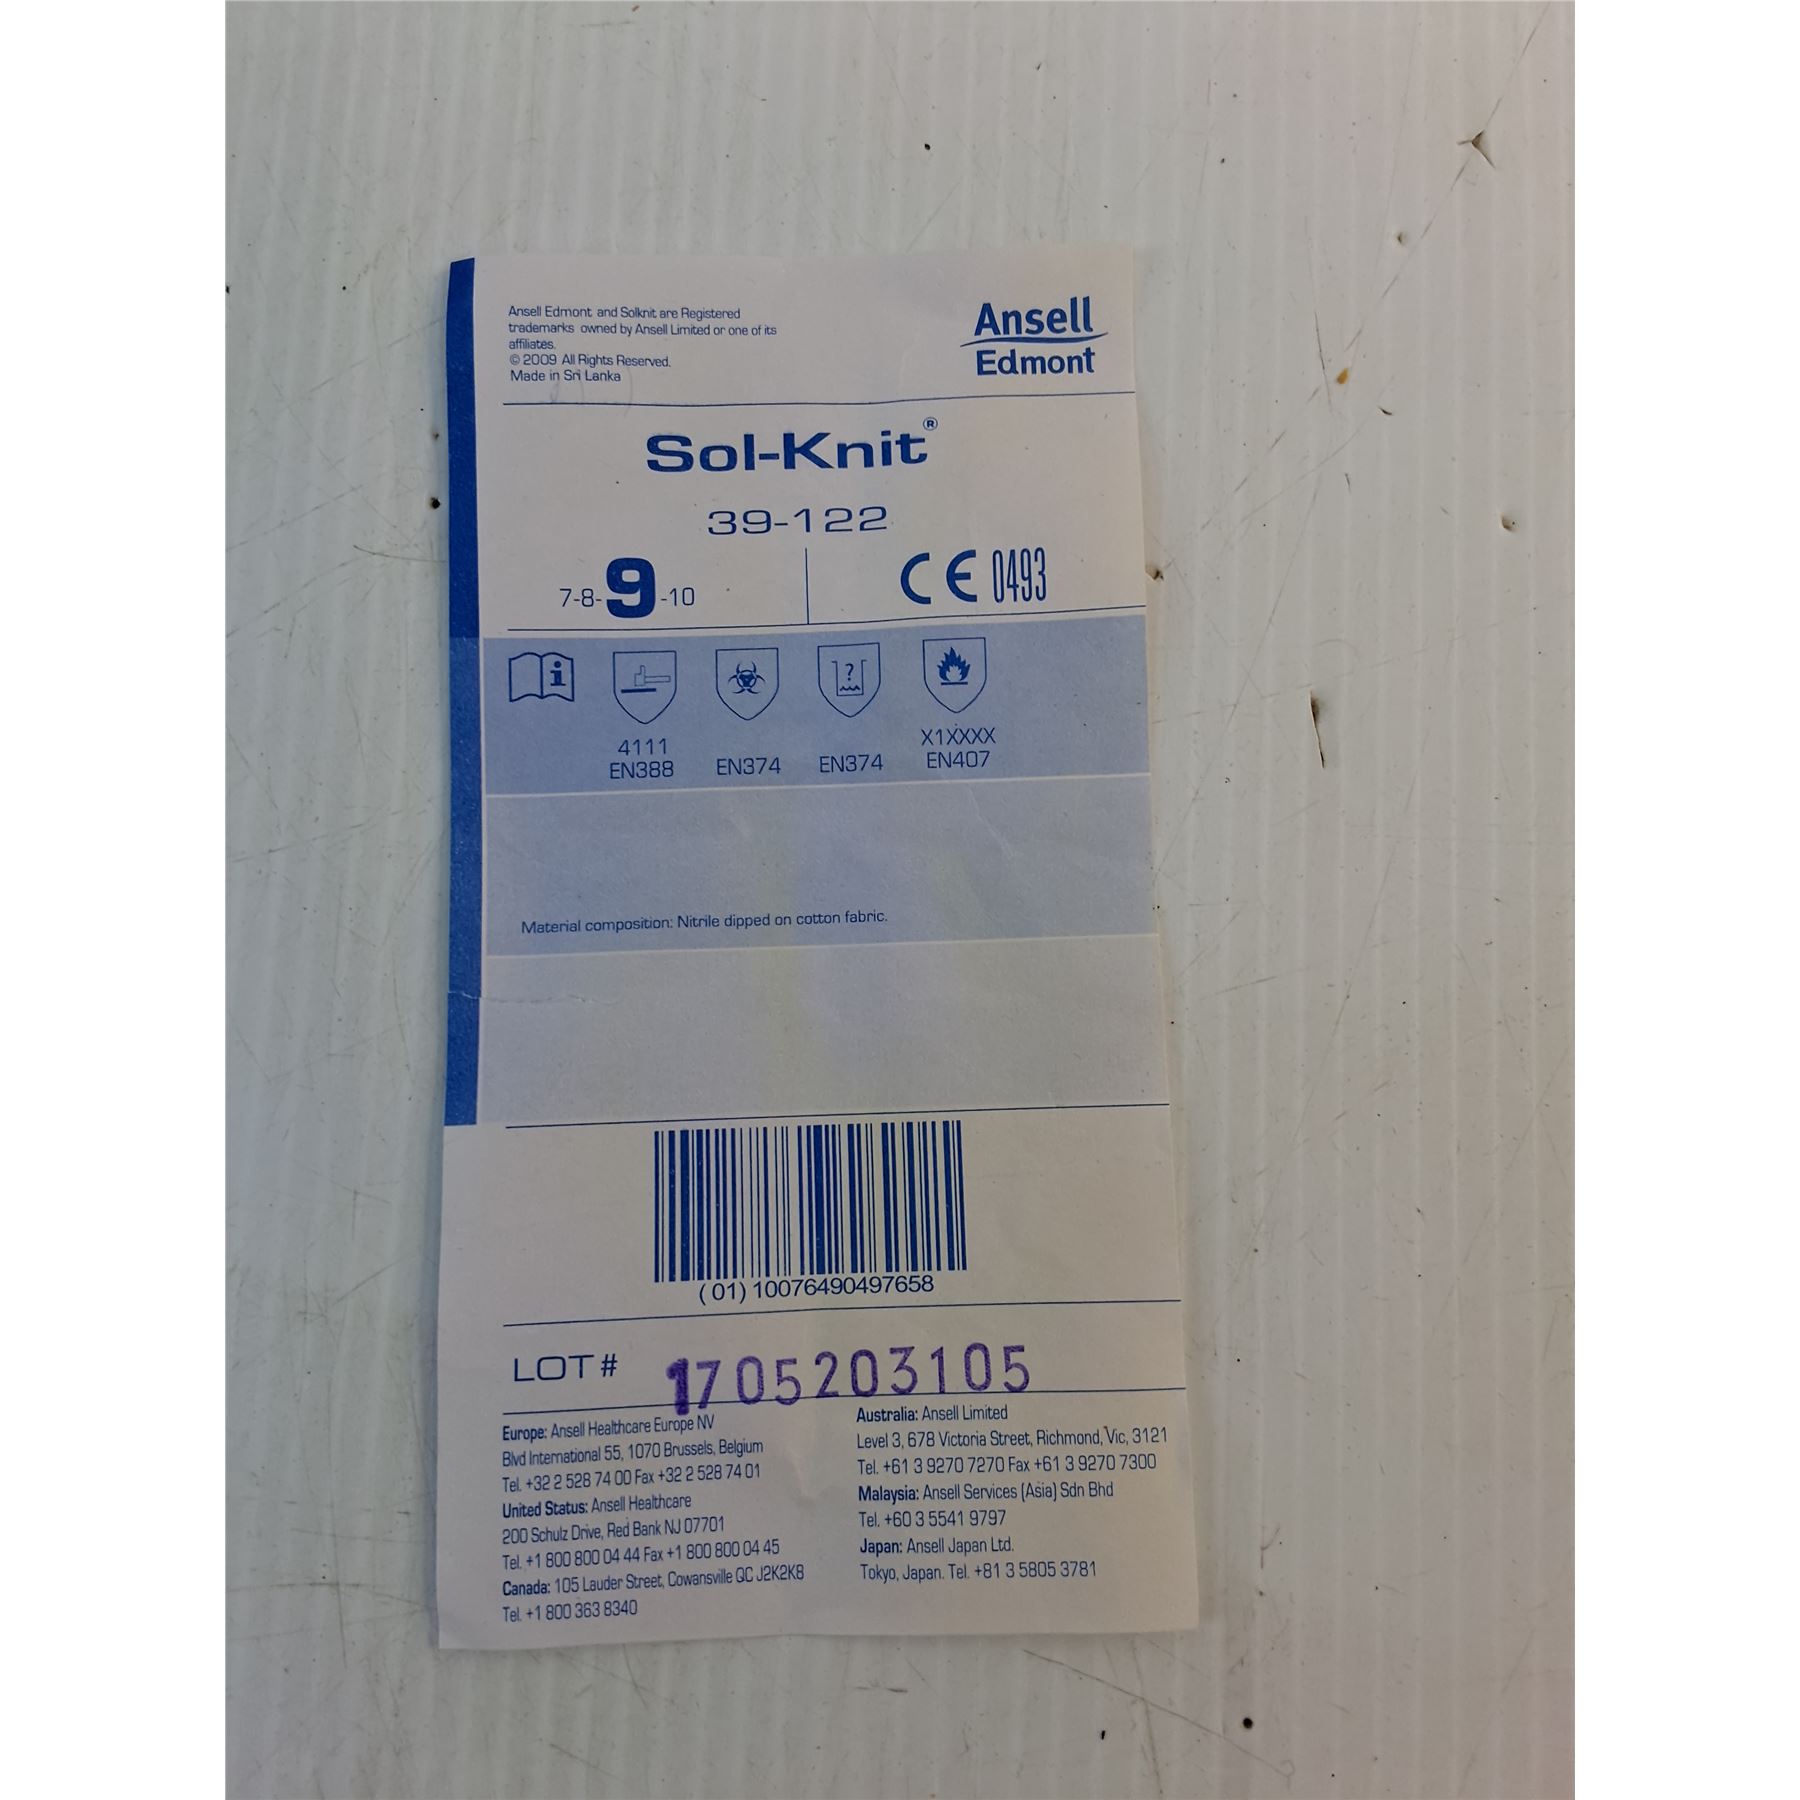 Ansell Edmont and Solknit are Registered
trademarks owned by Ansell Limited or one of its
affiliates.
© 2009 All Rights Reserved.
Made in Sri Lanka
Ansell
Edmont
Sol-Knit®
39-122
7-8-9-10
CE 0493
i
?
4111
EN388
EN374
EN374
X1XXXX
EN407
Material composition: Nitrile dipped on cotton fabric.
(01)10076490497658
LOT# 1705203105
Europe: Ansell Healthcare Europe NV
Blvd International 55, 1070 Brussels, Belgium
Tel. +32 2 528 74 00 Fax +32 2 528 74 01
United Status: Ansell Healthcare
200 Schulz Drive, Red Bank NJ 07701
Tel. +1 800 800 04 44 Fax +1 800 800 04 45
Canada: 105 Lauder Street, Cowansville QC J2K2K8
Tel. +1 800 363 8340
Australia: Ansell Limited
Level 3, 678 Victoria Street, Richmond, Vic, 3121
Tel. +61 3 9270 7270 Fax +61 3 9270 7300
Malaysia: Ansell Services (Asia) Sdn Bhd
Tel. +60 3 5541 9797
Japan: Ansell Japan Ltd.
Tokyo, Japan. Tel. +81 3 5805 3781